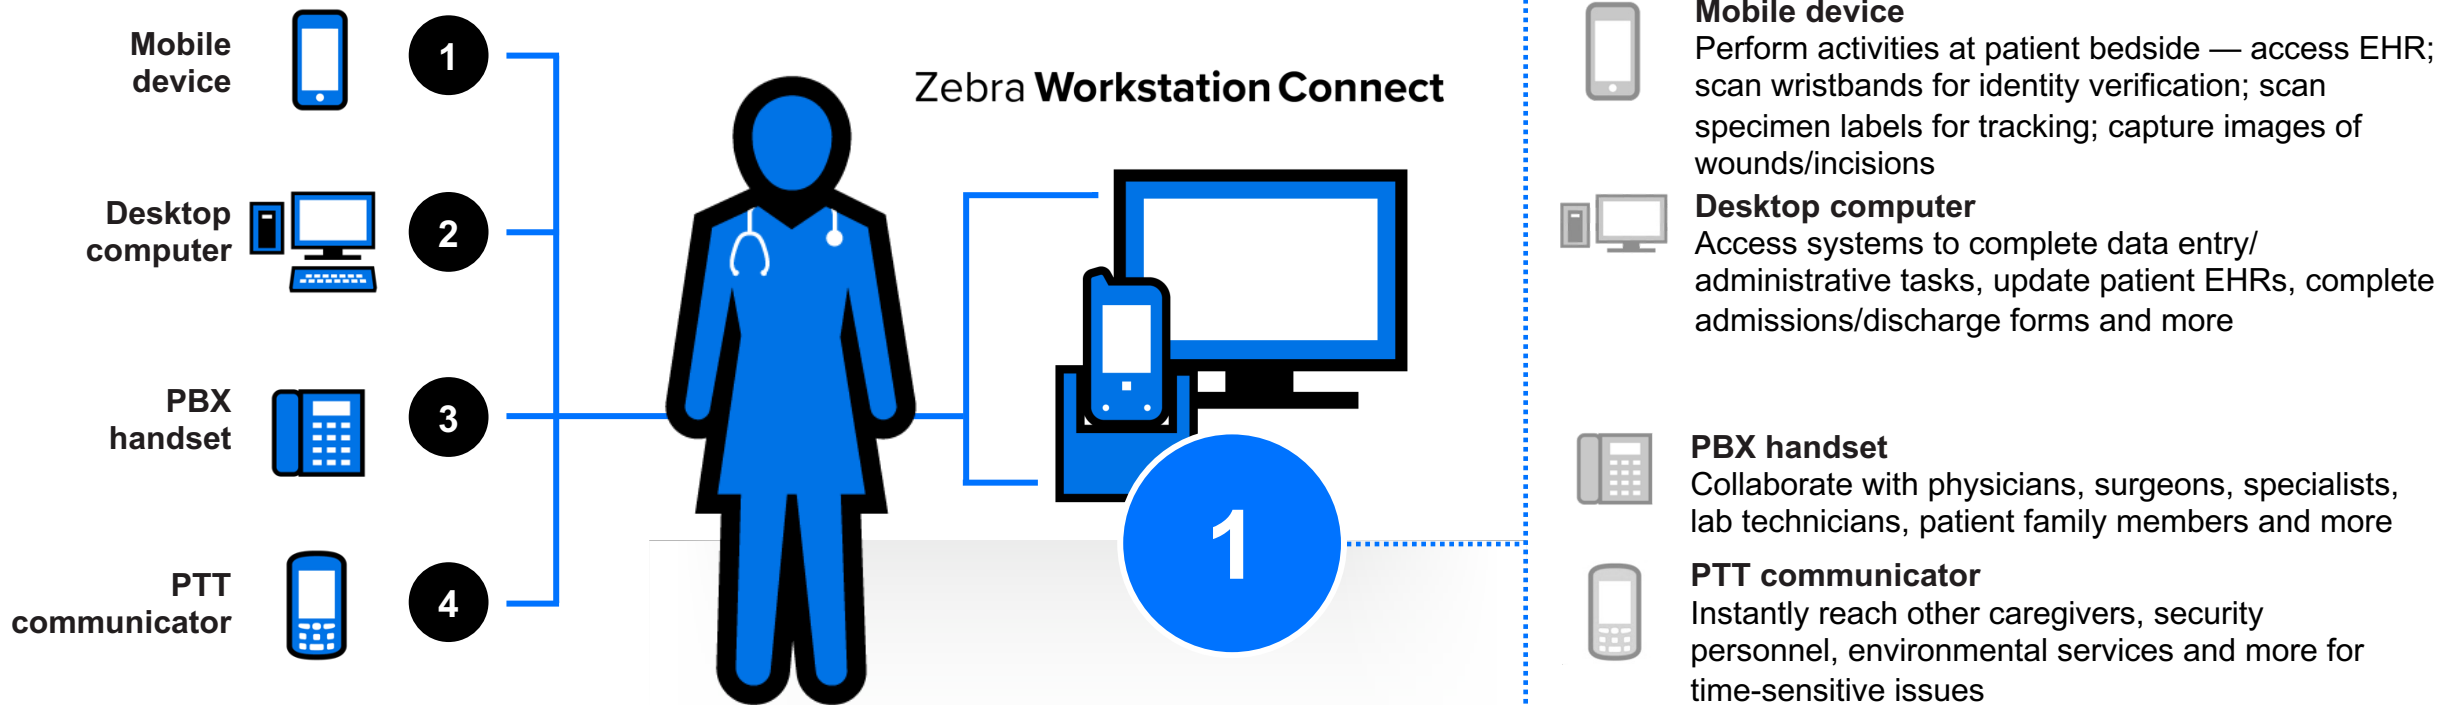 Mobile
device
1
Desktop
computer
2
PBX
handset
3
PTT
communicator
4
Zebra Workstation Connect
1
Mobile device
Perform activities at patient bedside — access EHR;
scan wristbands for identity verification; scan
specimen labels for tracking; capture images of
wounds/incisions
Desktop computer
Access systems to complete data entry/
administrative tasks, update patient EHRs, complete
admissions/discharge forms and more
PBX handset
Collaborate with physicians, surgeons, specialists,
lab technicians, patient family members and more
PTT communicator
Instantly reach other caregivers, security
personnel, environmental services and more for
time-sensitive issues